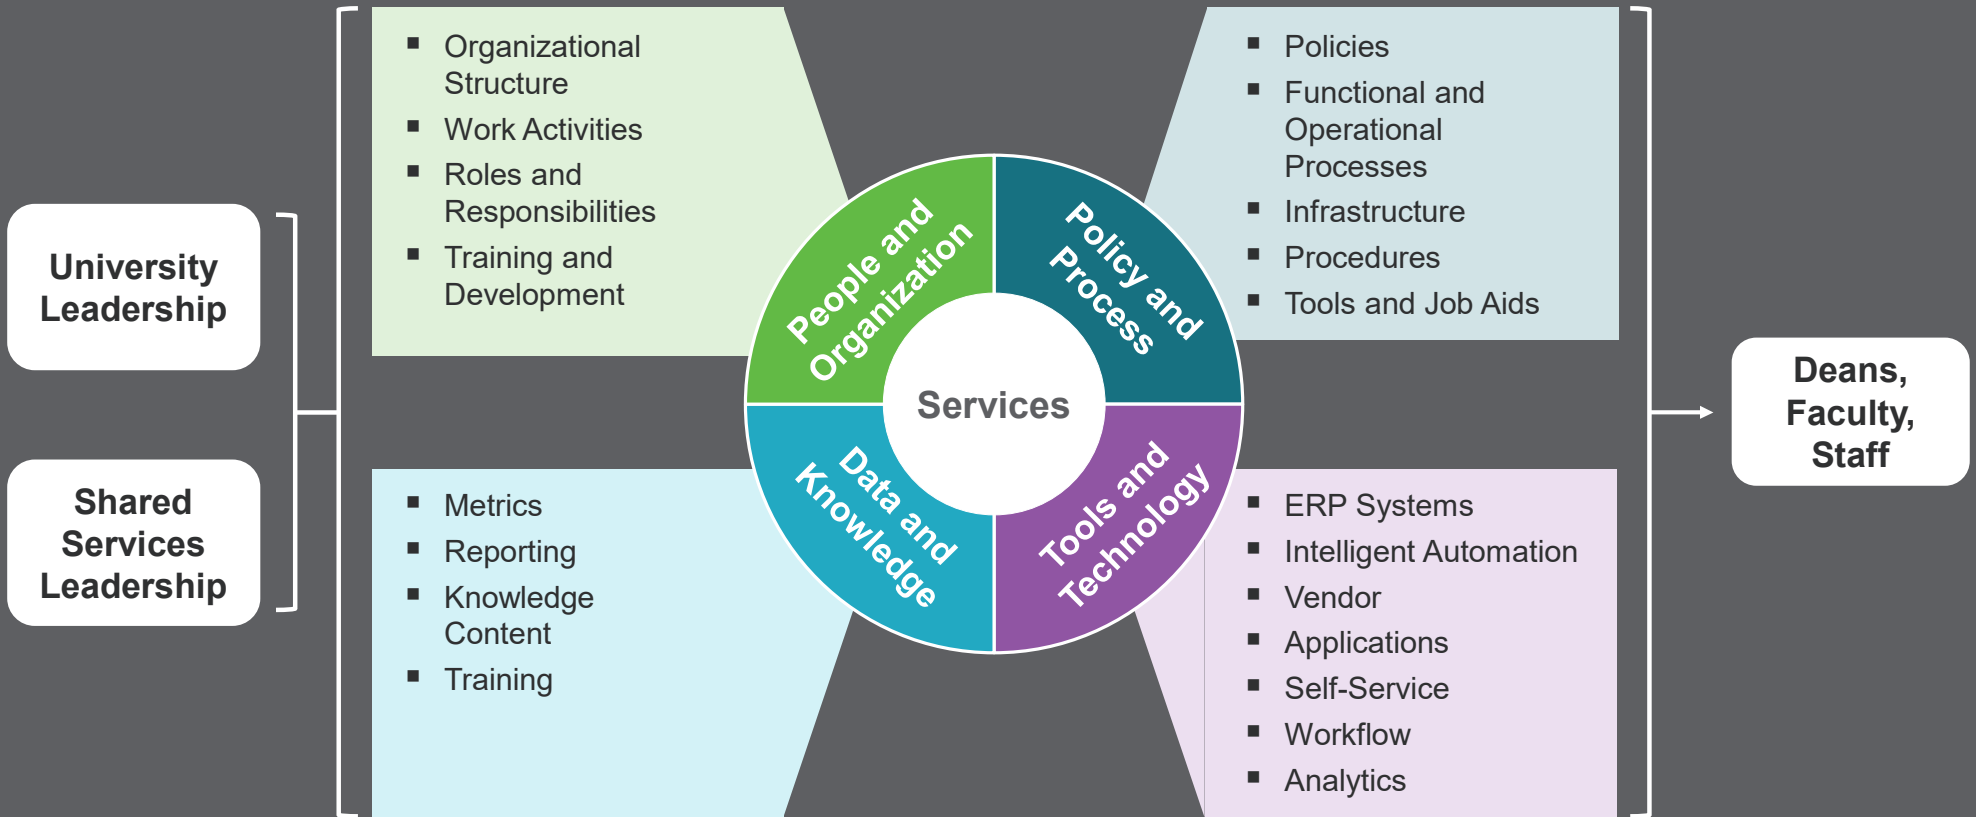 University
Leadership
Shared
Services
Leadership
▪ Organizational
Structure
▪ Work Activities
▪ Roles and
Responsibilities
▪ Training and
Development
▪ Metrics
▪ Reporting
▪ Knowledge
Content
▪ Training
People and
Organization
Policy and
Process
Services
Data and
Knowledge
Tools and
Technology
▪ Policies
▪ Functional and
Operational
Processes
▪ Infrastructure
▪ Procedures
▪ Tools and Job Aids
▪ ERP Systems
▪ Intelligent Automation
▪ Vendor
▪ Applications
▪ Self-Service
▪ Workflow
▪ Analytics
Deans,
Faculty,
Staff